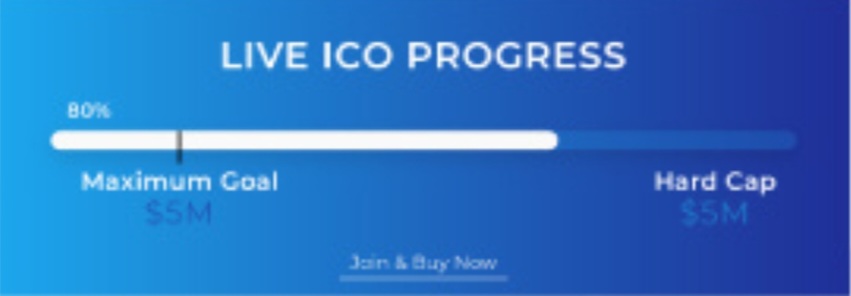 LIVE ICO PROGRESS
80%
Maximum Goal
Hard Cap
$5M
$5M
Join & Buy Now